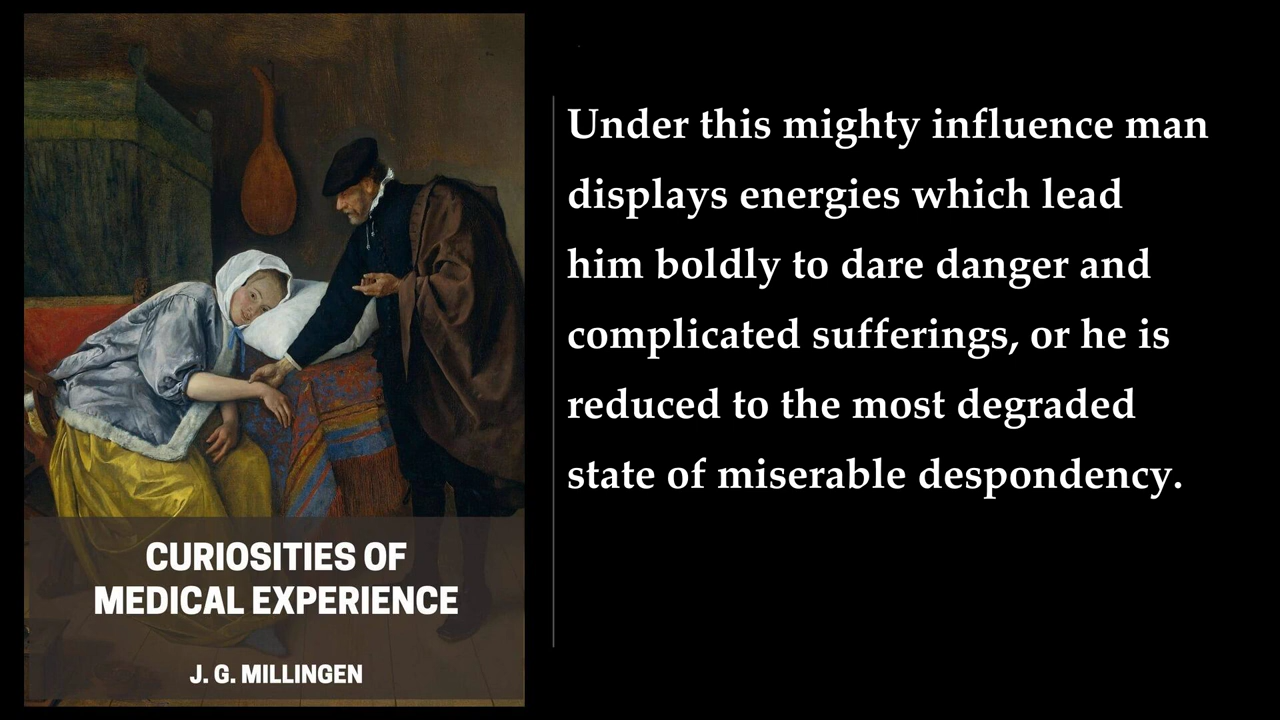 CURIOSITIES OF
MEDICAL EXPERIENCE
J. G. MILLINGEN
Under this mighty influence man
displays energies which lead
him boldly to dare danger and
complicated sufferings, or he is
reduced to the most degraded
state of miserable despondency.